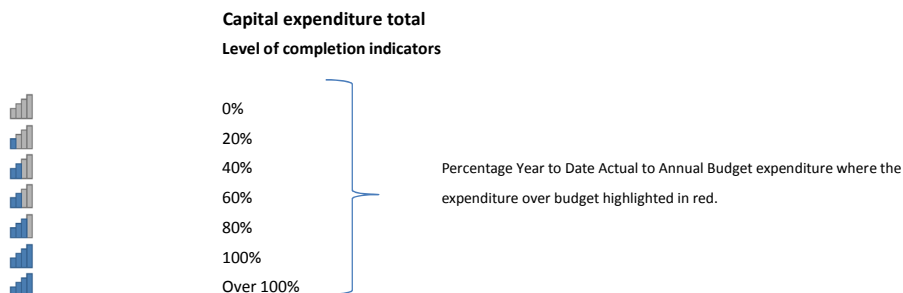 Capital expenditure total
Level of completion indicators
0%
20%
40%
60%
80%
100%
Over 100%
Percentage Year to Date Actual to Annual Budget expenditure where the
expenditure over budget highlighted in red.